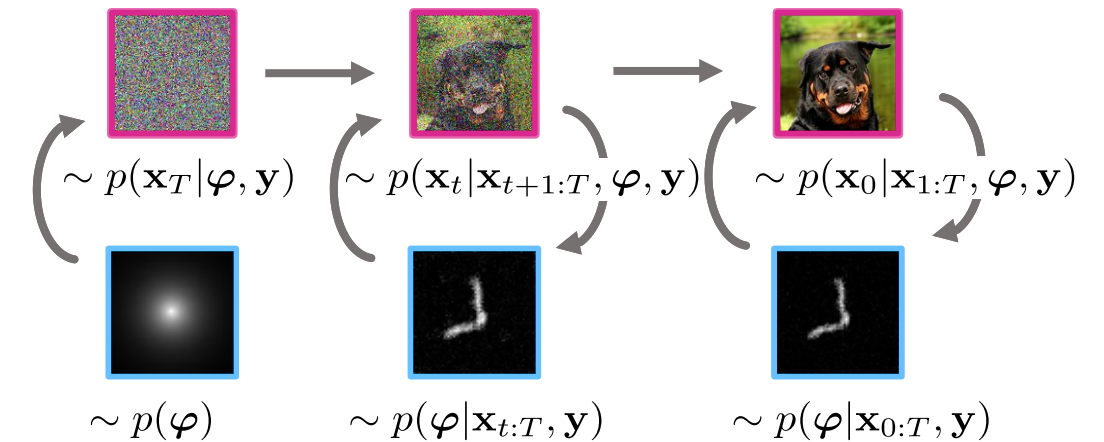 ∼ p(x_T|φ, y)
∼ p(x_t|x_{t+1:T}, φ, y)
∼ p(x_0|x_{1:T}, φ, y)
∼ p(φ)
∼ p(φ|x_{t:T}, y)
∼ p(φ|x_{0:T}, y)